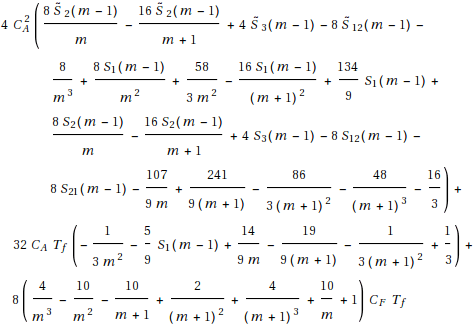 4 C_A^2 ( 8 S̃_2(m−1)/m − 16 S̃_2(m−1)/(m+1) + 4 S̃_3(m−1) − 8 S̃_12(m−1) −
8/m^3 + 8 S_1(m−1)/m^2 + 58/(3 m^2) − 16 S_1(m−1)/(m+1)^2 + 134/9 S_1(m−1) +
8 S_2(m−1)/m − 16 S_2(m−1)/(m+1) + 4 S_3(m−1) − 8 S_12(m−1) −
8 S_21(m−1) − 107/(9 m) + 241/(9(m+1)) − 86/(3(m+1)^2) − 48/(m+1)^3 − 16/3 ) +
32 C_A T_f ( − 1/(3 m^2) − 5/9 S_1(m−1) + 14/(9 m) − 19/(9(m+1)) − 1/(3(m+1)^2) + 1/3 ) +
8 ( 4/m^3 − 10/m^2 − 10/(m+1) + 2/(m+1)^2 + 4/(m+1)^3 + 10/m + 1 ) C_F T_f